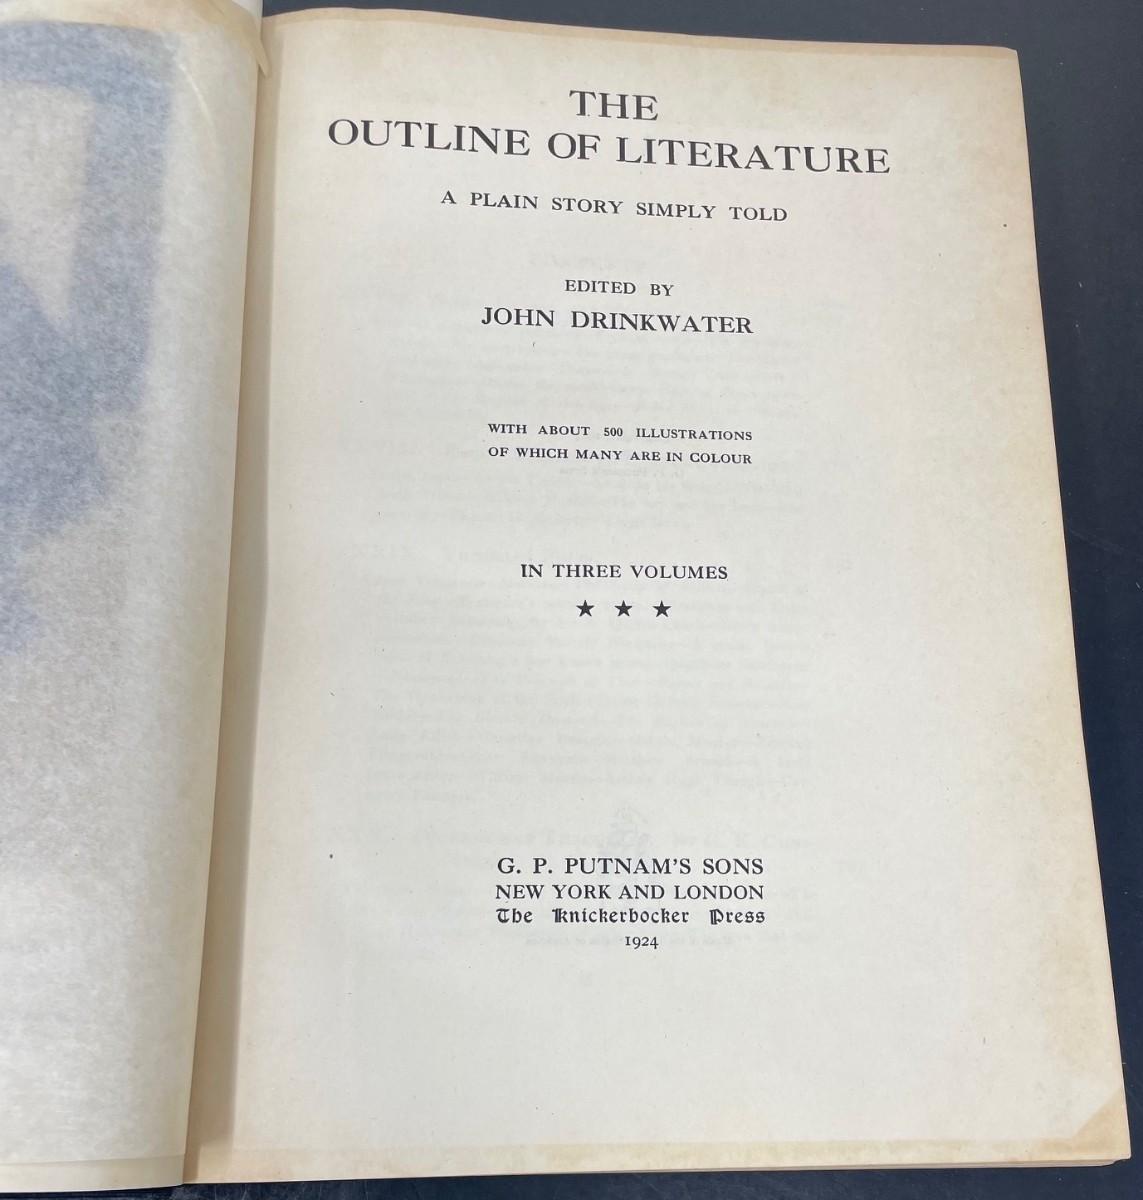 THE
OUTLINE OF LITERATURE
A PLAIN STORY SIMPLY TOLD
EDITED BY
JOHN DRINKWATER
WITH ABOUT 500 ILLUSTRATIONS
OF WHICH MANY ARE IN COLOUR
IN THREE VOLUMES
★ ★ ★
G. P. PUTNAM'S SONS
NEW YORK AND LONDON
The Knickerbocker Press
1924